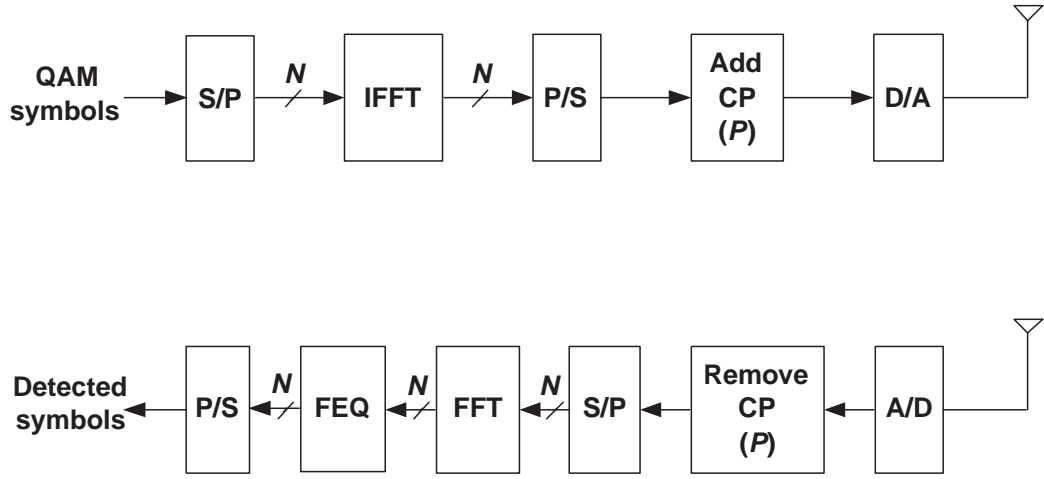 QAM
symbols
S/P
N
IFFT
N
P/S
Add
CP
(P)
D/A
Detected
symbols
P/S
N
FEQ
N
FFT
N
S/P
Remove
CP
(P)
A/D